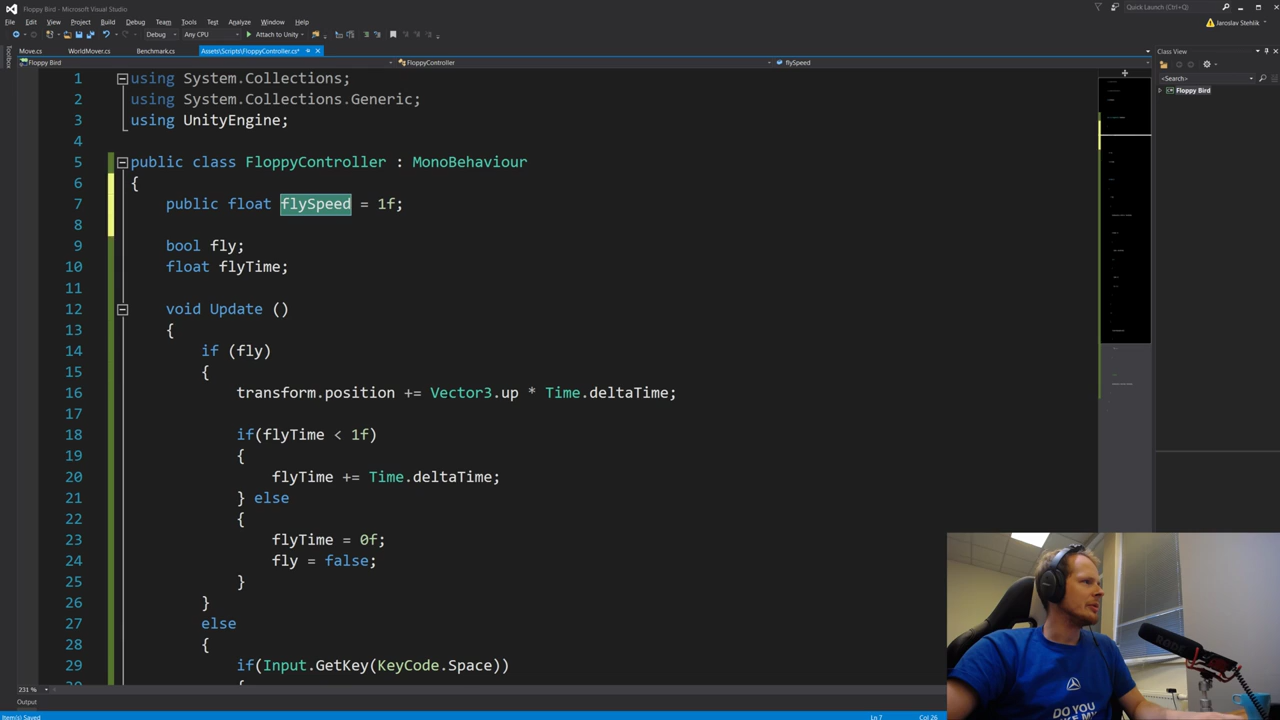 Floppy Bird - Microsoft Visual Studio
Quick Launch (Ctrl+Q)
File Edit View Project Build Debug Team Tools Test Analyze Window Help
Jaroslav Stehlik
Debug Any CPU Attach to Unity
Move.cs WorldMover.cs Benchmark.cs Assets\Scripts\FloppyController.cs*
Toolbox
Floppy Bird FloppyController flySpeed
Class View
<Search>
Floppy Bird
1 using System.Collections;
2 using System.Collections.Generic;
3 using UnityEngine;
4
5 public class FloppyController : MonoBehaviour
6 {
7 public float flySpeed = 1f;
8
9 bool fly;
10 float flyTime;
11
12 void Update ()
13 {
14 if (fly)
15 {
16 transform.position += Vector3.up * Time.deltaTime;
17
18 if(flyTime < 1f)
19 {
20 flyTime += Time.deltaTime;
21 } else
22 {
23 flyTime = 0f;
24 fly = false;
25 }
26 }
27 else
28 {
29 if(Input.GetKey(KeyCode.Space))
231 %
Output
Item(s) Saved
Ln 7 Col 26
DO YOU